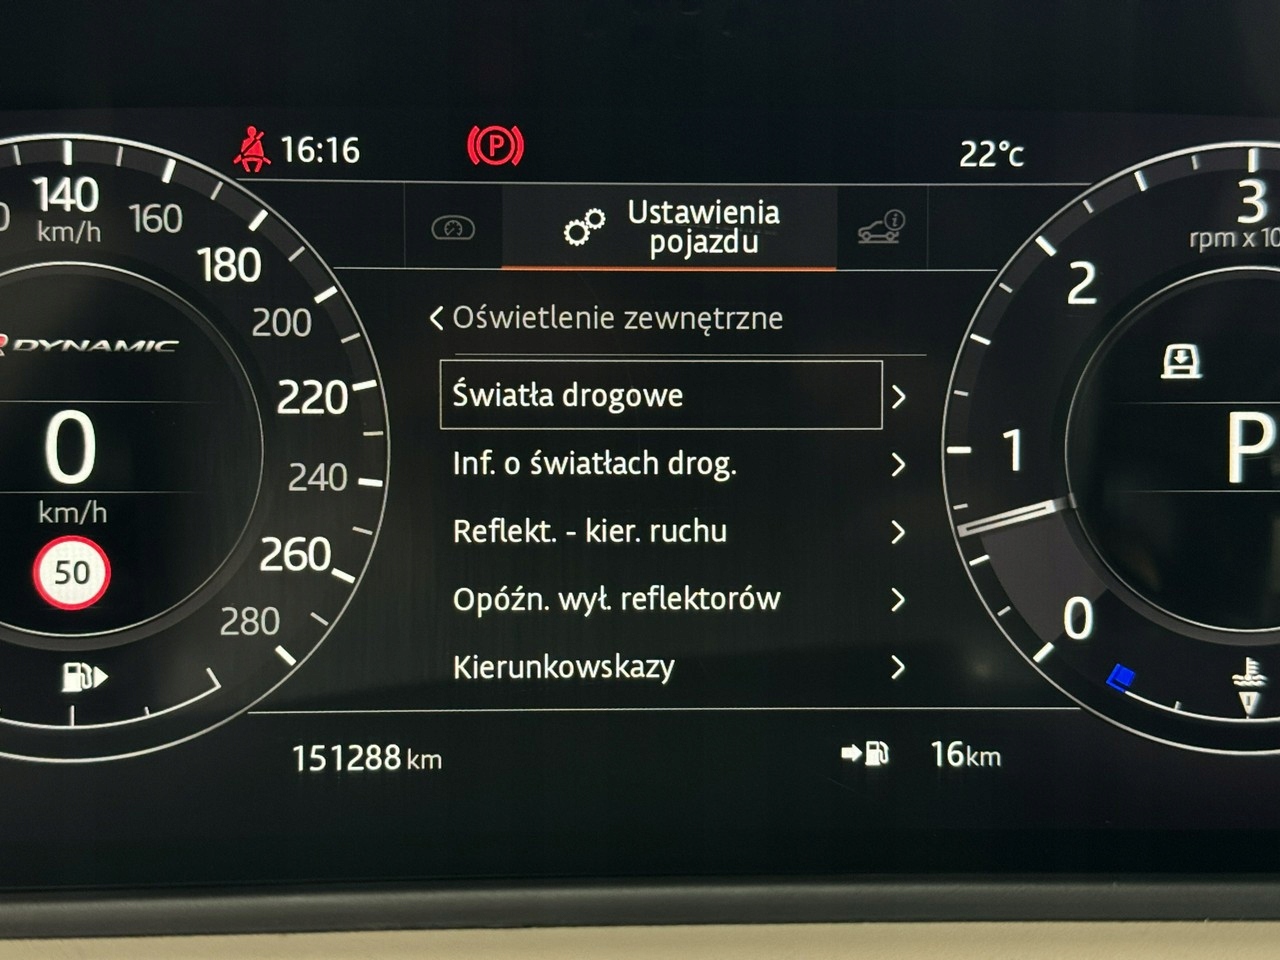 16:16
P
22°c
Ustawienia
pojazdu
Oświetlenie zewnętrzne
Światła drogowe
Inf. o światłach drog.
Reflekt. - kier. ruchu
Opóźn. wył. reflektorów
Kierunkowskazy
140
km/h
160
180
200
220
240
260
280
DYNAMIC
0
km/h
50
3
rpm x 10
2
1
0
P
151288 km
16km